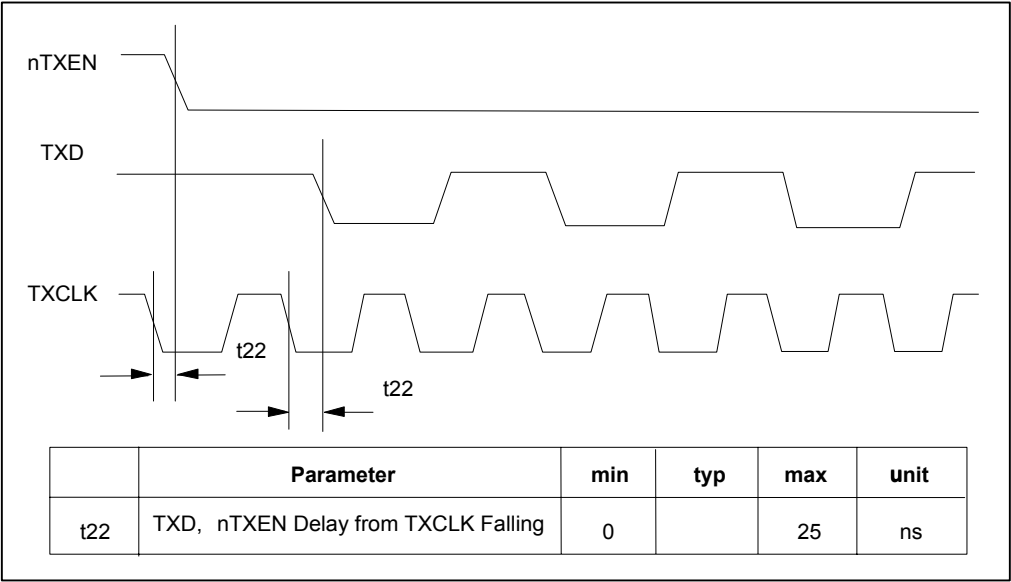 nTXEN
TXD
TXCLK
t22
t22
Parameter min typ max unit
t22 TXD, nTXEN Delay from TXCLK Falling 0 25 ns